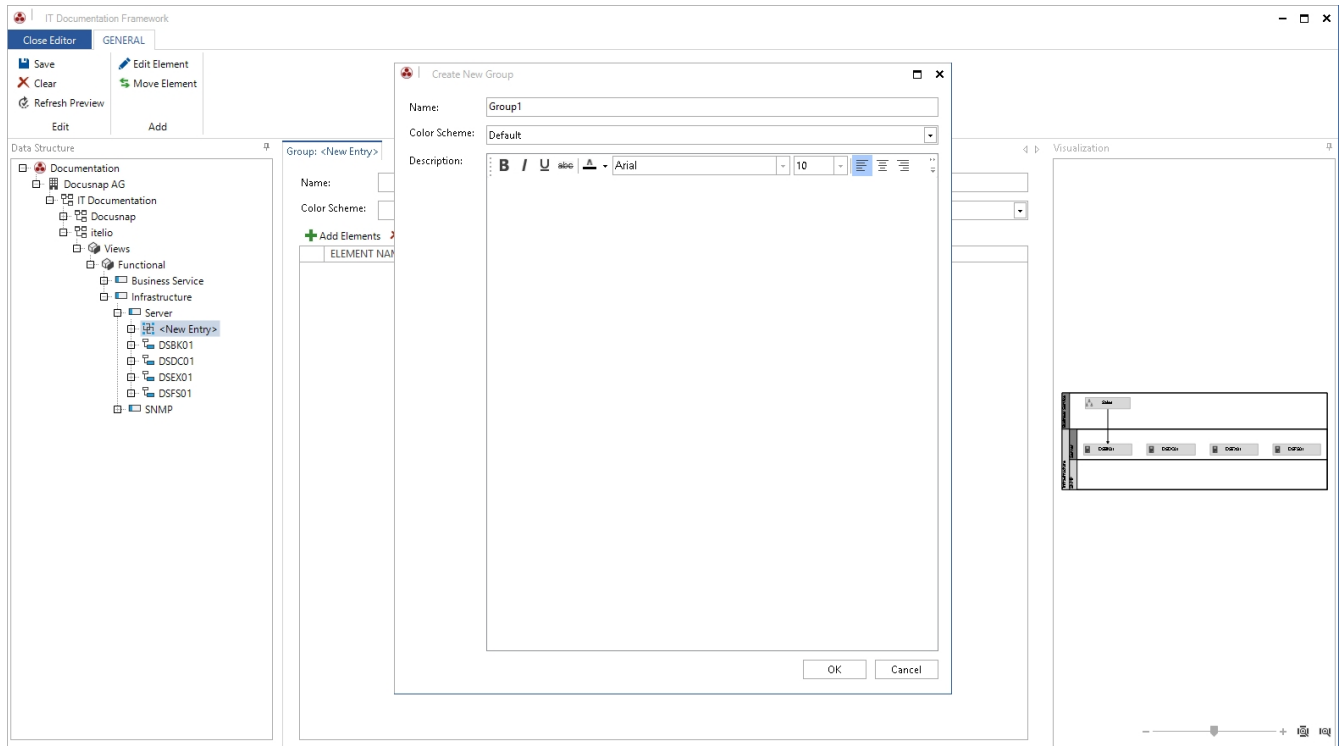 IT Documentation Framework
Close Editor GENERAL
Save Edit Element
Clear Move Element
Refresh Preview
Edit Add
Data Structure
Documentation
Docusnap AG
IT Documentation
Docusnap
itelio
Views
Functional
Business Service
Infrastructure
Server
<New Entry>
DSBK01
DSDC01
DSEX01
DSFS01
SNMP
Group: <New Entry>
Name:
Color Scheme:
Add Elements
ELEMENT NAM
Create New Group
Name: Group1
Color Scheme: Default
Description: B I U abc A Arial 10
OK Cancel
Visualization